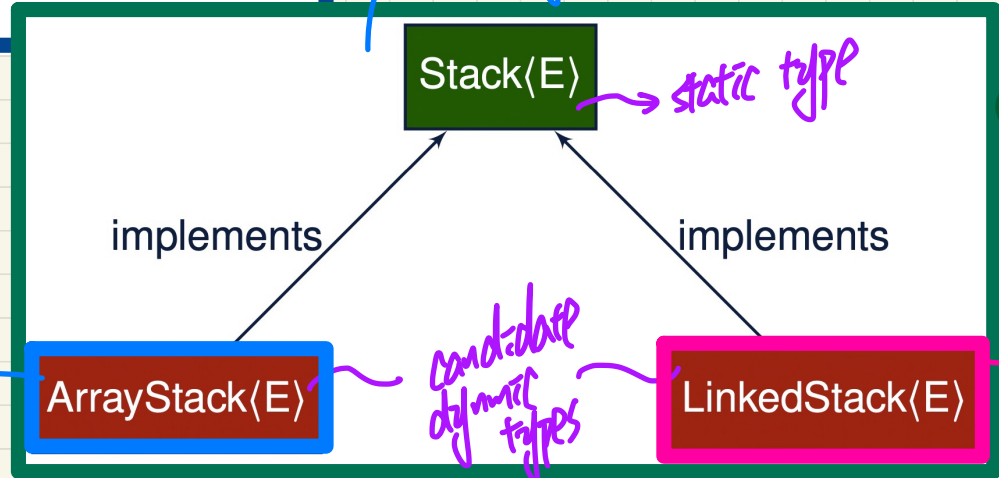 Stack⟨E⟩
static type
implements
implements
candidate
dynamic
types
ArrayStack⟨E⟩
LinkedStack⟨E⟩